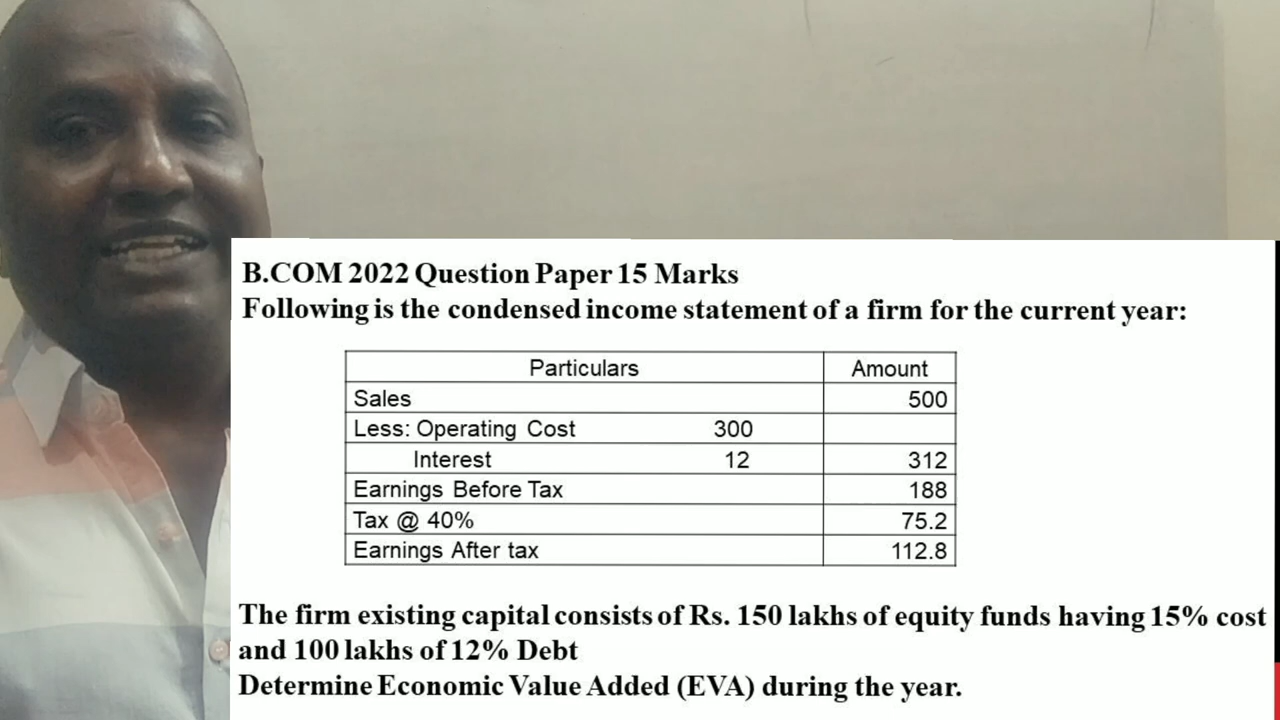 B.COM 2022 Question Paper 15 Marks
Following is the condensed income statement of a firm for the current year:
Particulars Amount
Sales 500
Less: Operating Cost 300
Interest 12 312
Earnings Before Tax 188
Tax @ 40% 75.2
Earnings After tax 112.8
The firm existing capital consists of Rs. 150 lakhs of equity funds having 15% cost
and 100 lakhs of 12% Debt
Determine Economic Value Added (EVA) during the year.